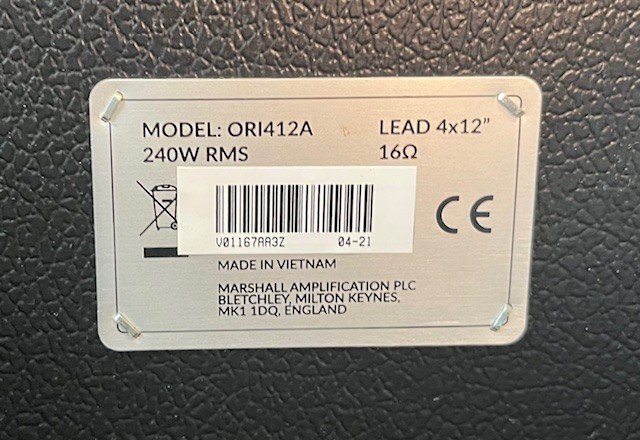 MODEL: ORI412A LEAD 4x12"
240W RMS 16Ω
V01167AA3Z 04-21
CE
MADE IN VIETNAM
MARSHALL AMPLIFICATION PLC
BLETCHLEY, MILTON KEYNES,
MK1 1DQ, ENGLAND